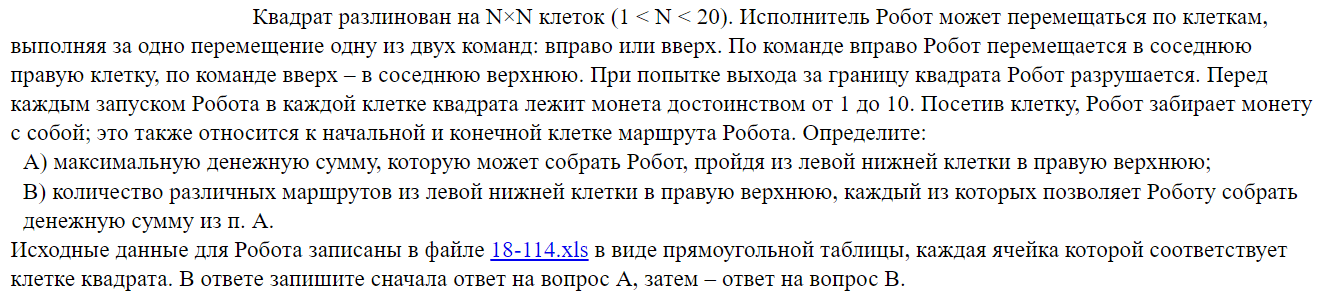 Квадрат разлинован на N×N клеток (1 < N < 20). Исполнитель Робот может перемещаться по клеткам,
выполняя за одно перемещение одну из двух команд: вправо или вверх. По команде вправо Робот перемещается в соседнюю
правую клетку, по команде вверх – в соседнюю верхнюю. При попытке выхода за границу квадрата Робот разрушается. Перед
каждым запуском Робота в каждой клетке квадрата лежит монета достоинством от 1 до 10. Посетив клетку, Робот забирает монету
с собой; это также относится к начальной и конечной клетке маршрута Робота. Определите:
A) максимальную денежную сумму, которую может собрать Робот, пройдя из левой нижней клетки в правую верхнюю;
B) количество различных маршрутов из левой нижней клетки в правую верхнюю, каждый из которых позволяет Роботу собрать
денежную сумму из п. А.
Исходные данные для Робота записаны в файле 18-114.xls в виде прямоугольной таблицы, каждая ячейка которой соответствует
клетке квадрата. В ответе запишите сначала ответ на вопрос А, затем – ответ на вопрос B.